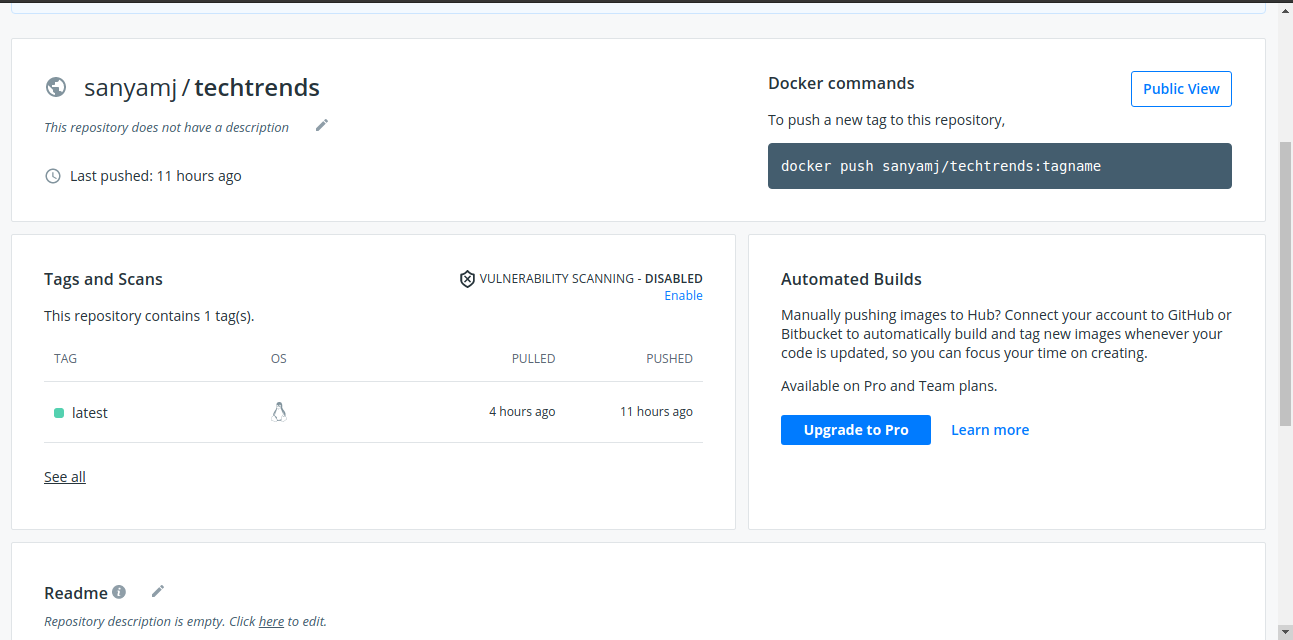 sanyamj / techtrends
This repository does not have a description
Last pushed: 11 hours ago
Docker commands
Public View
To push a new tag to this repository,
docker push sanyamj/techtrends:tagname
Tags and Scans
VULNERABILITY SCANNING - DISABLED
Enable
This repository contains 1 tag(s).
TAG OS PULLED PUSHED
latest 4 hours ago 11 hours ago
See all
Automated Builds
Manually pushing images to Hub? Connect your account to GitHub or
Bitbucket to automatically build and tag new images whenever your
code is updated, so you can focus your time on creating.
Available on Pro and Team plans.
Upgrade to Pro Learn more
Readme
Repository description is empty. Click here to edit.